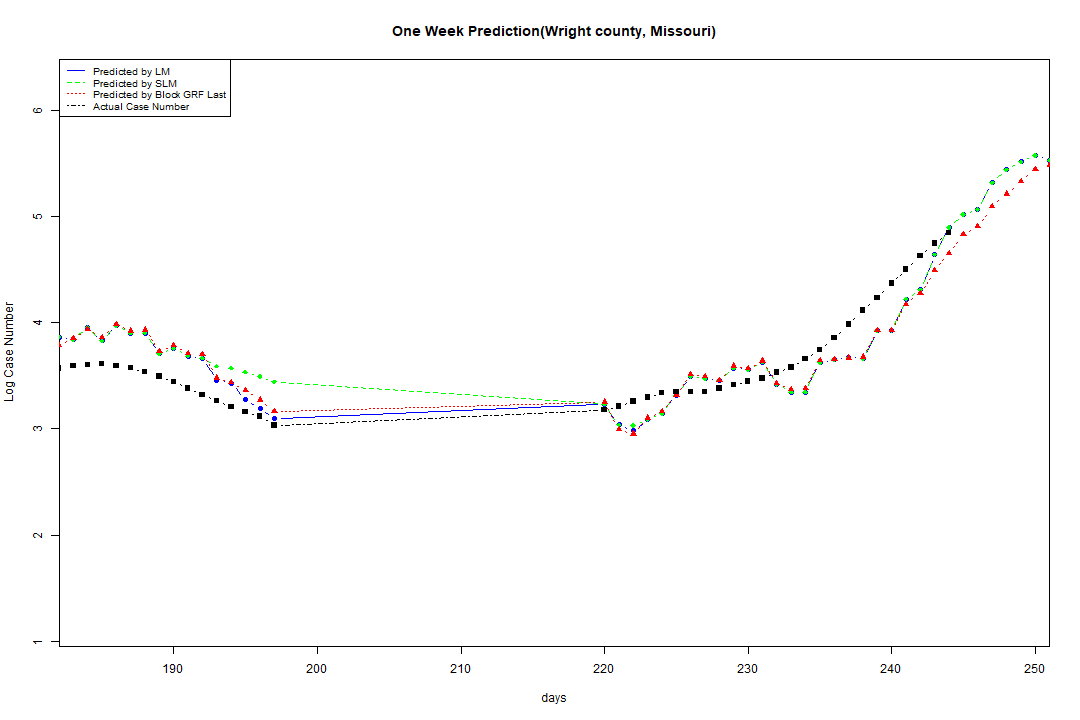 One Week Prediction(Wright county, Missouri)
Predicted by LM
Predicted by SLM
Predicted by Block GRF Last
Actual Case Number
6
5
4
3
2
1
Log Case Number
190 200 210 220 230 240 250
days